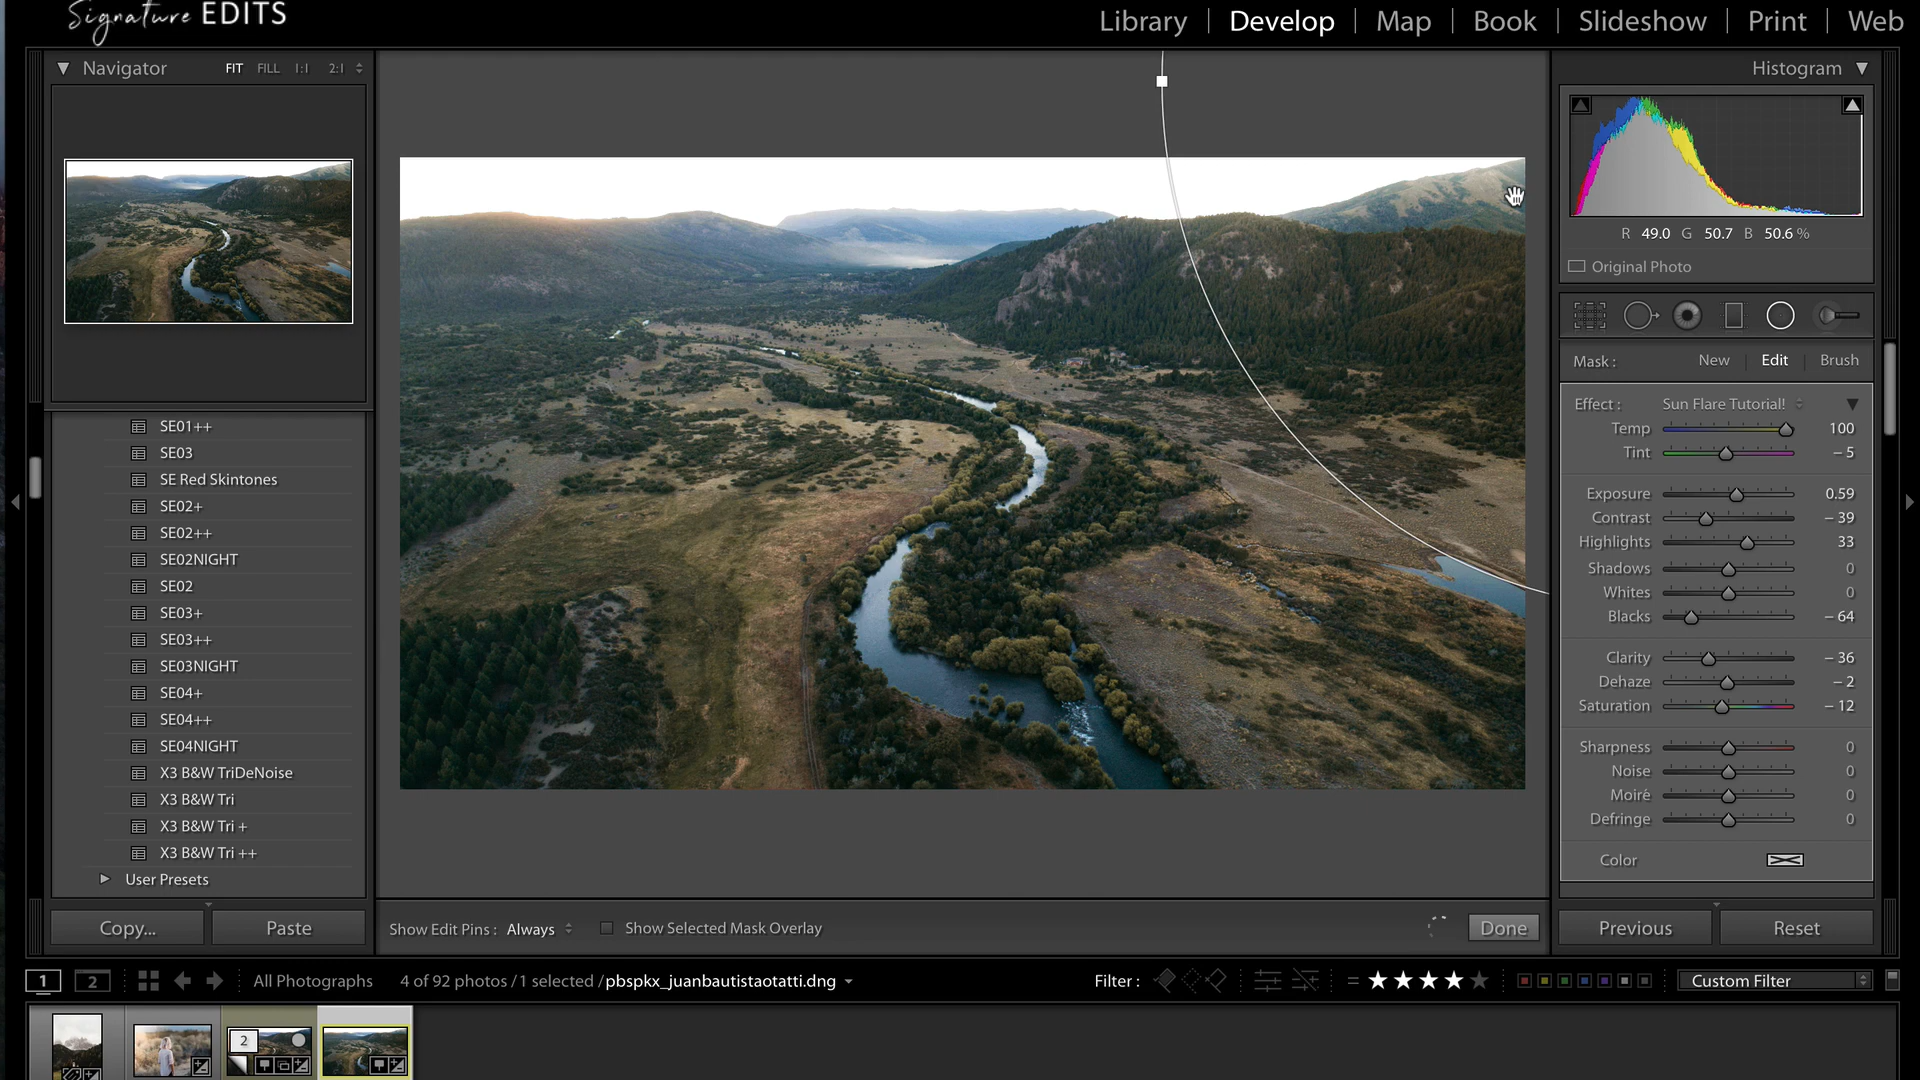 Signature EDITS
Library | Develop | Map | Book | Slideshow | Print | Web
Navigator FIT FILL 1:1 2:1
SE01++
SE03
SE Red Skintones
SE02+
SE02++
SE02NIGHT
SE02
SE03+
SE03++
SE03NIGHT
SE04+
SE04++
SE04NIGHT
X3 B&W TriDeNoise
X3 B&W Tri
X3 B&W Tri +
X3 B&W Tri ++
User Presets
Copy... Paste
Show Edit Pins : Always Show Selected Mask Overlay Done
Histogram
R 49.0 G 50.7 B 50.6 %
Original Photo
Mask : New Edit Brush
Effect : Sun Flare Tutorial!
Temp 100
Tint – 5
Exposure 0.59
Contrast – 39
Highlights 33
Shadows 0
Whites 0
Blacks – 64
Clarity – 36
Dehaze – 2
Saturation – 12
Sharpness 0
Noise 0
Moiré 0
Defringe 0
Color
Previous Reset
1 2 All Photographs 4 of 92 photos / 1 selected / pbspkx_juanbautistaotatti.dng Filter : = ★★★★★ Custom Filter
2